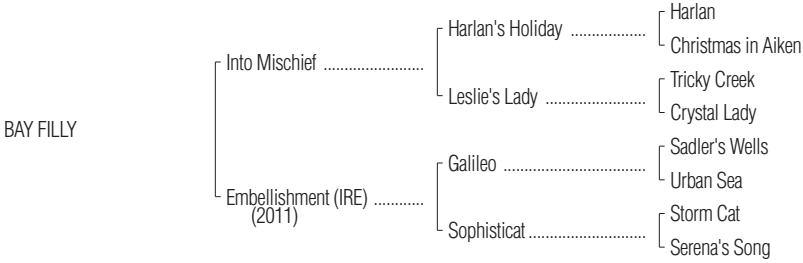 Harlan
Harlan's Holiday ..................
Christmas in Aiken
Into Mischief ........................
Tricky Creek
Leslie's Lady ........................
Crystal Lady
BAY FILLY
Sadler's Wells
Galileo ..................................
Urban Sea
Embellishment (IRE) ............
(2011)
Storm Cat
Sophisticat............................
Serena's Song